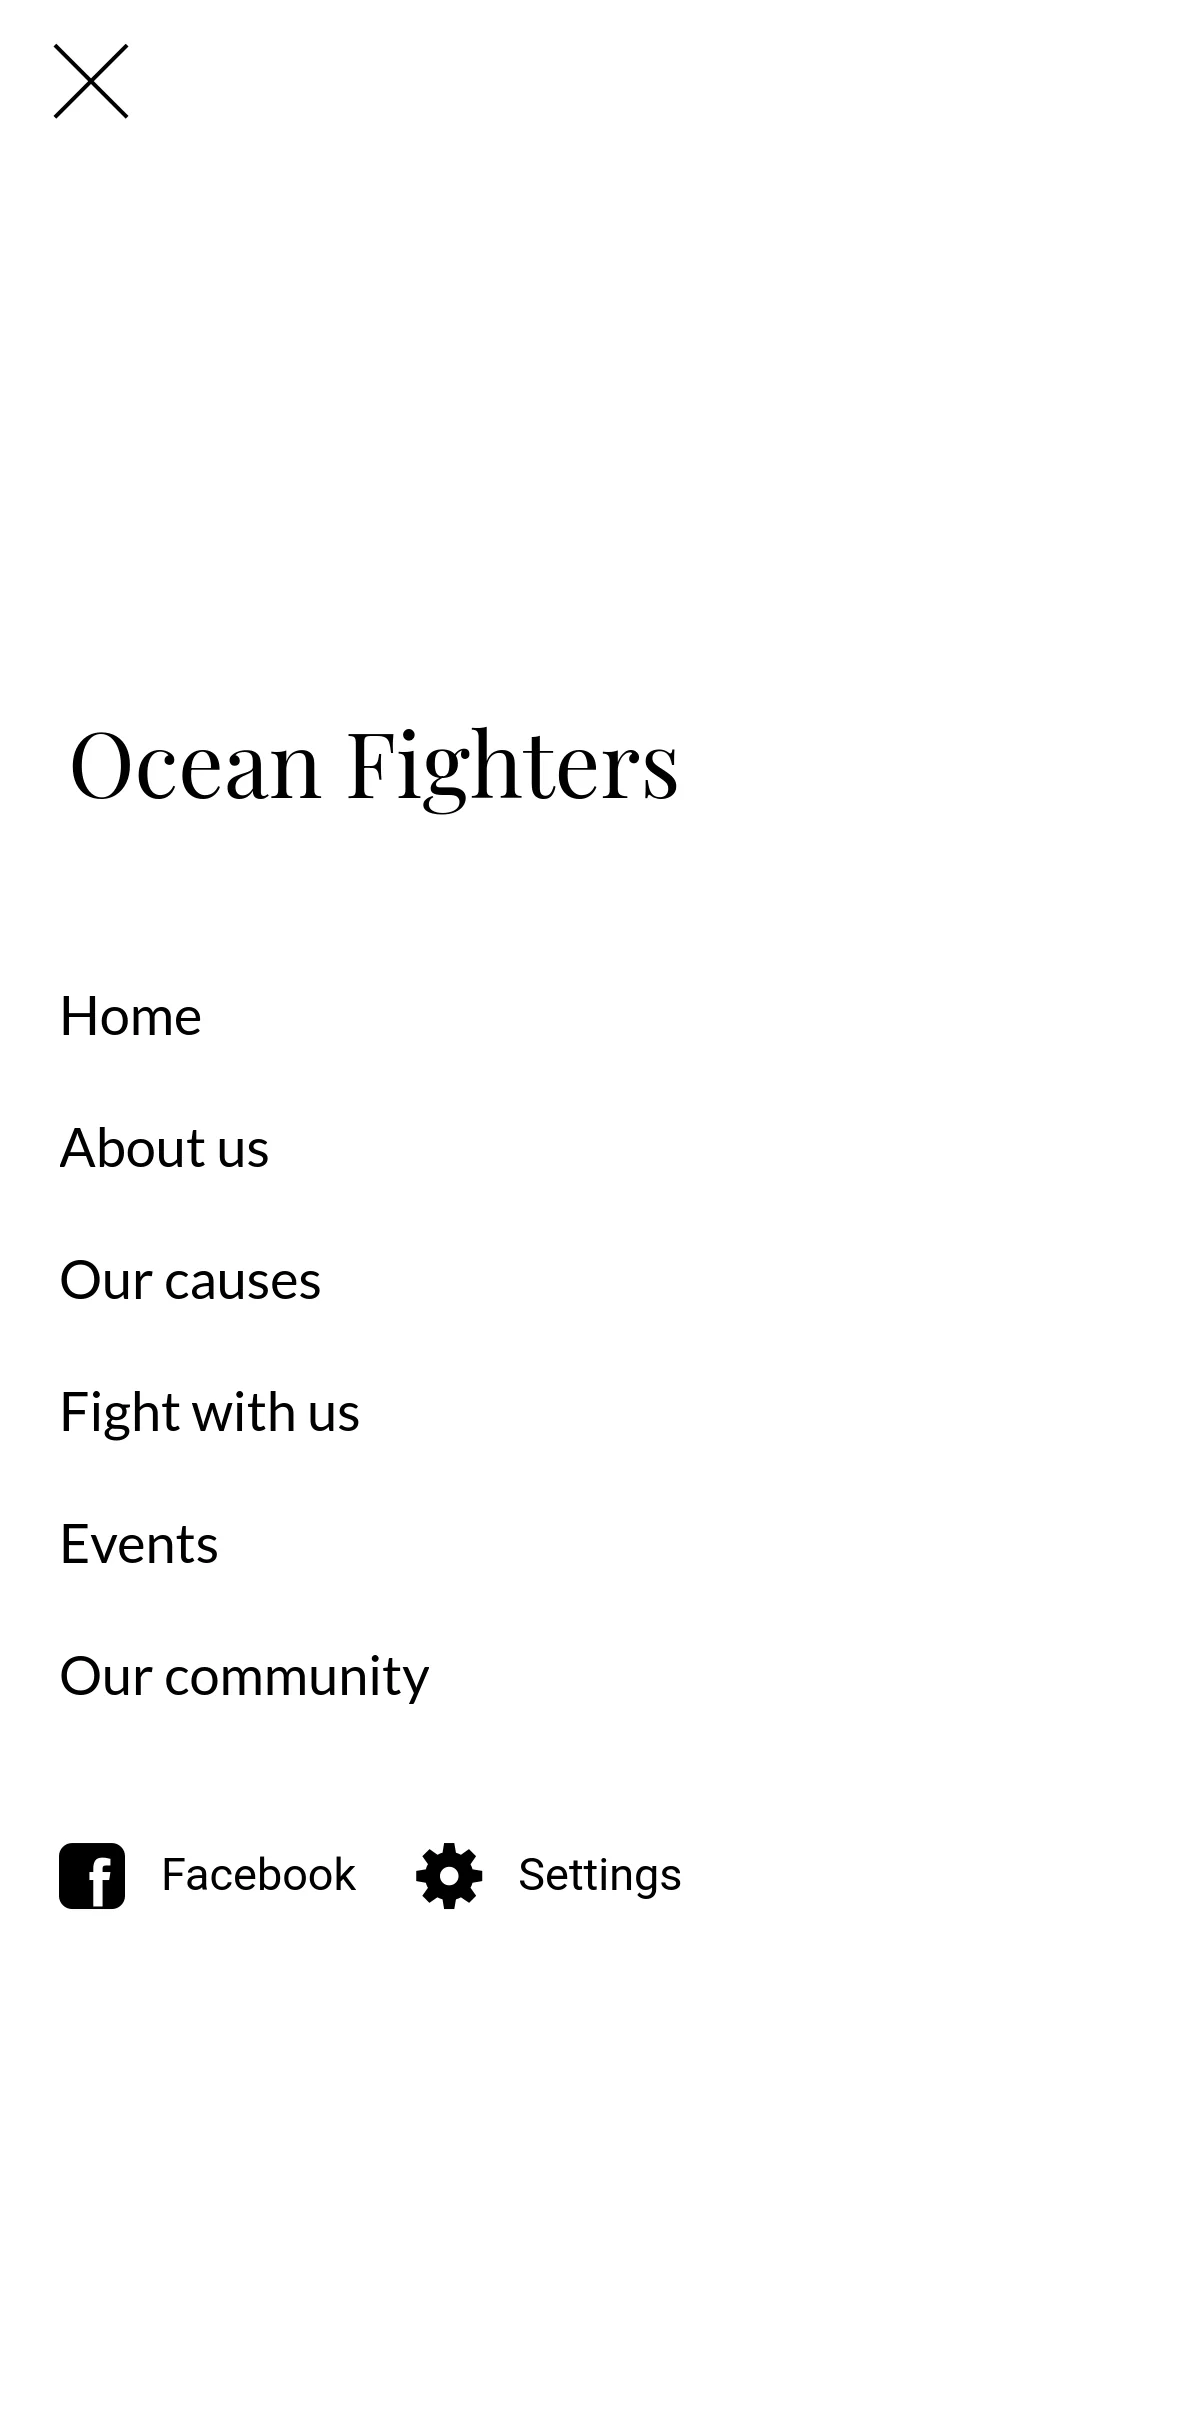 Ocean Fighters
Home
About us
Our causes
Fight with us
Events
Our community
Facebook Settings